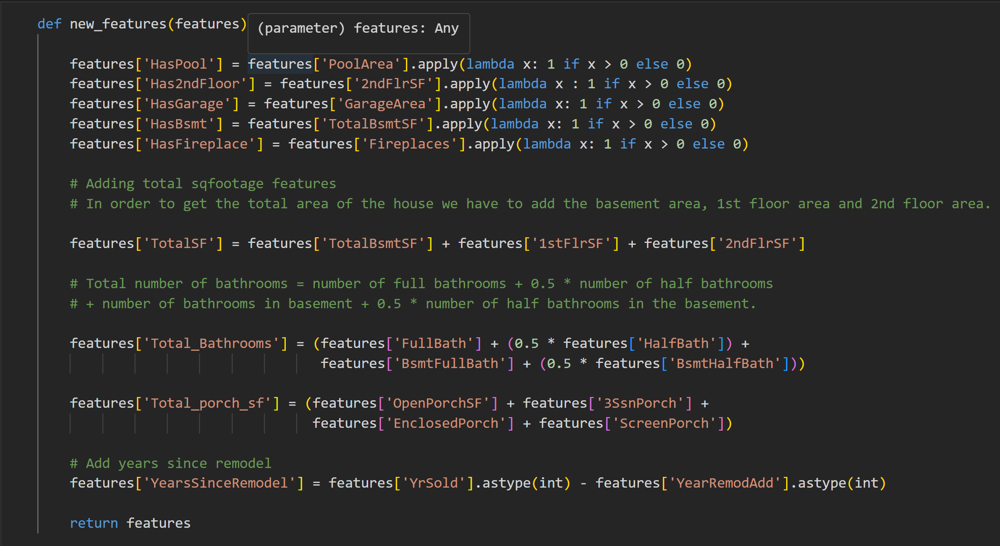 def new_features(features)
(parameter) features: Any
features['HasPool'] = features['PoolArea'].apply(lambda x: 1 if x > 0 else 0)
features['Has2ndFloor'] = features['2ndFlrSF'].apply(lambda x : 1 if x > 0 else 0)
features['HasGarage'] = features['GarageArea'].apply(lambda x: 1 if x > 0 else 0)
features['HasBsmt'] = features['TotalBsmtSF'].apply(lambda x: 1 if x > 0 else 0)
features['HasFireplace'] = features['Fireplaces'].apply(lambda x: 1 if x > 0 else 0)
# Adding total sqfootage features
# In order to get the total area of the house we have to add the basement area, 1st floor area and 2nd floor area.
features['TotalSF'] = features['TotalBsmtSF'] + features['1stFlrSF'] + features['2ndFlrSF']
# Total number of bathrooms = number of full bathrooms + 0.5 * number of half bathrooms
# + number of bathrooms in basement + 0.5 * number of half bathrooms in the basement.
features['Total_Bathrooms'] = (features['FullBath'] + (0.5 * features['HalfBath']) +
features['BsmtFullBath'] + (0.5 * features['BsmtHalfBath']))
features['Total_porch_sf'] = (features['OpenPorchSF'] + features['3SsnPorch'] +
features['EnclosedPorch'] + features['ScreenPorch'])
# Add years since remodel
features['YearsSinceRemodel'] = features['YrSold'].astype(int) - features['YearRemodAdd'].astype(int)
return features